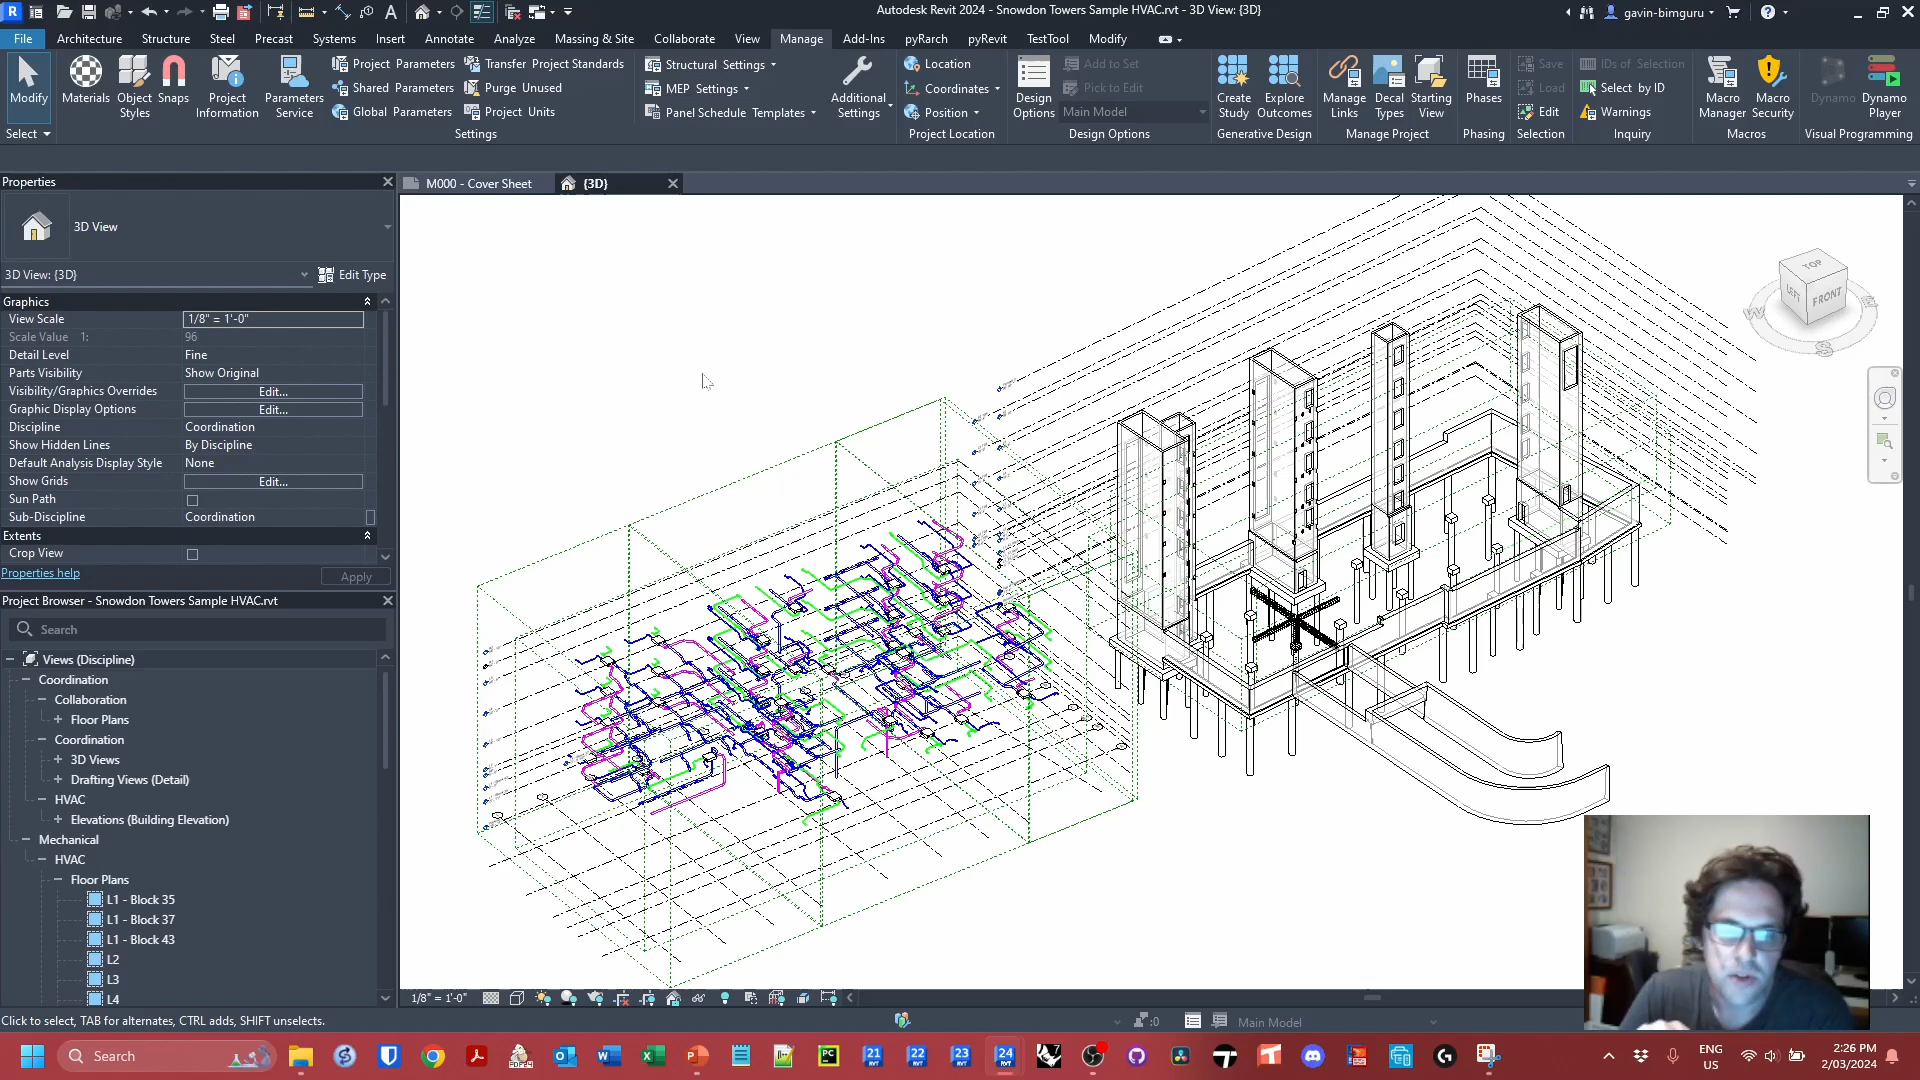 Autodesk Revit 2024 - Snowdon Towers Sample HVAC.rvt - 3D View: {3D}
gavin-bimguru
File Architecture Structure Steel Precast Systems Insert Annotate Analyze Massing & Site Collaborate View Manage Add-Ins pyRarch pyRevit TestTool Modify
Modify
Materials
Object Styles
Snaps
Project Information
Parameters Service
Project Parameters
Shared Parameters
Global Parameters
Transfer Project Standards
Purge Unused
Project Units
Structural Settings
MEP Settings
Panel Schedule Templates
Additional Settings
Location
Coordinates
Position
Design Options
Add to Set
Pick to Edit
Main Model
Create Study
Explore Outcomes
Manage Links
Decal Types
Starting View
Phases
Save
Load
Edit
IDs of Selection
Select by ID
Warnings
Macro Manager
Macro Security
Dynamo
Dynamo Player
Select Settings Project Location Design Options Generative Design Manage Project Phasing Selection Inquiry Macros Visual Programming
Properties
M000 - Cover Sheet
{3D}
3D View
3D View: {3D} Edit Type
Graphics
View Scale 1/8" = 1'-0"
Scale Value 1: 96
Detail Level Fine
Parts Visibility Show Original
Visibility/Graphics Overrides Edit...
Graphic Display Options Edit...
Discipline Coordination
Show Hidden Lines By Discipline
Default Analysis Display Style None
Show Grids Edit...
Sun Path
Sub-Discipline Coordination
Extents
Crop View
Properties help Apply
Project Browser - Snowdon Towers Sample HVAC.rvt
Search
Views (Discipline)
Coordination
Collaboration
Floor Plans
Coordination
3D Views
Drafting Views (Detail)
HVAC
Elevations (Building Elevation)
Mechanical
HVAC
Floor Plans
L1 - Block 35
L1 - Block 37
L1 - Block 43
L2
L3
L4
TOP
LEFT
FRONT
W
S
E
1/8" = 1'-0"
Click to select, TAB for alternates, CTRL adds, SHIFT unselects.
:0
Main Model
Search
21 RVT
22 RVT
23 RVT
24 RVT
ENG
US
2:26 PM
2/03/2024